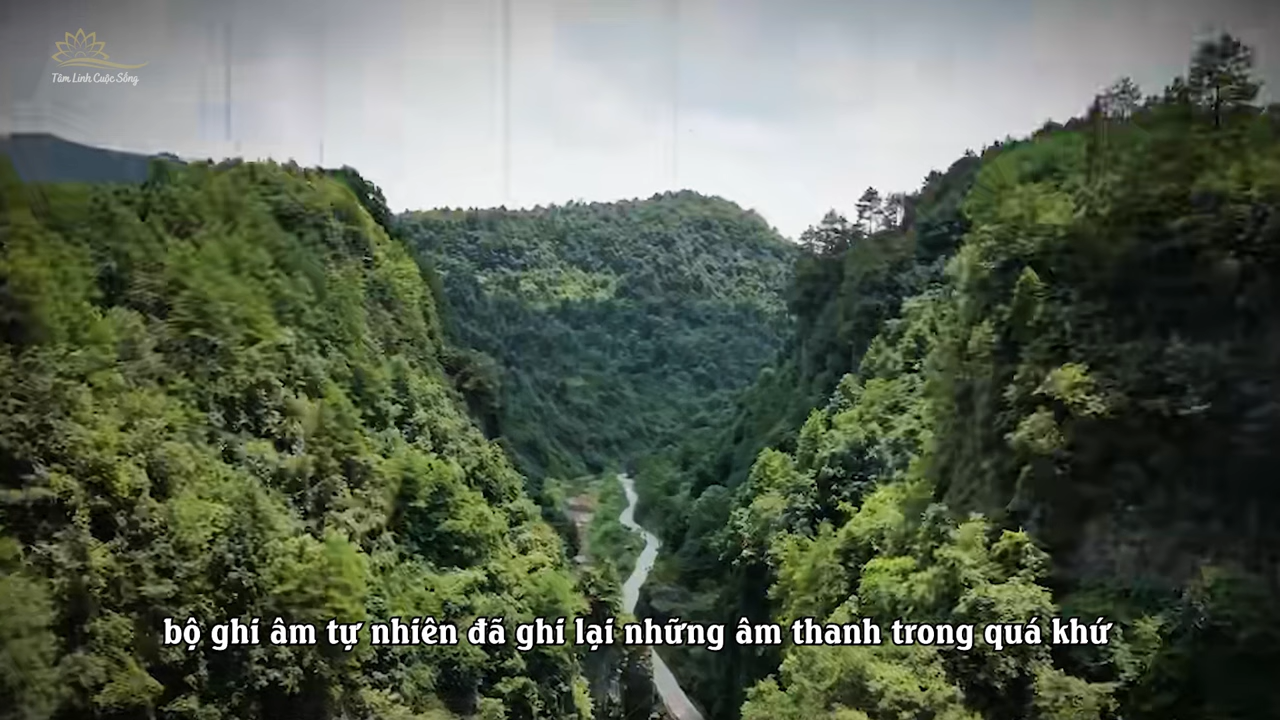 Tâm Linh Cuộc Sống
bộ ghi âm tự nhiên đã ghi lại những âm thanh trong quá khứ